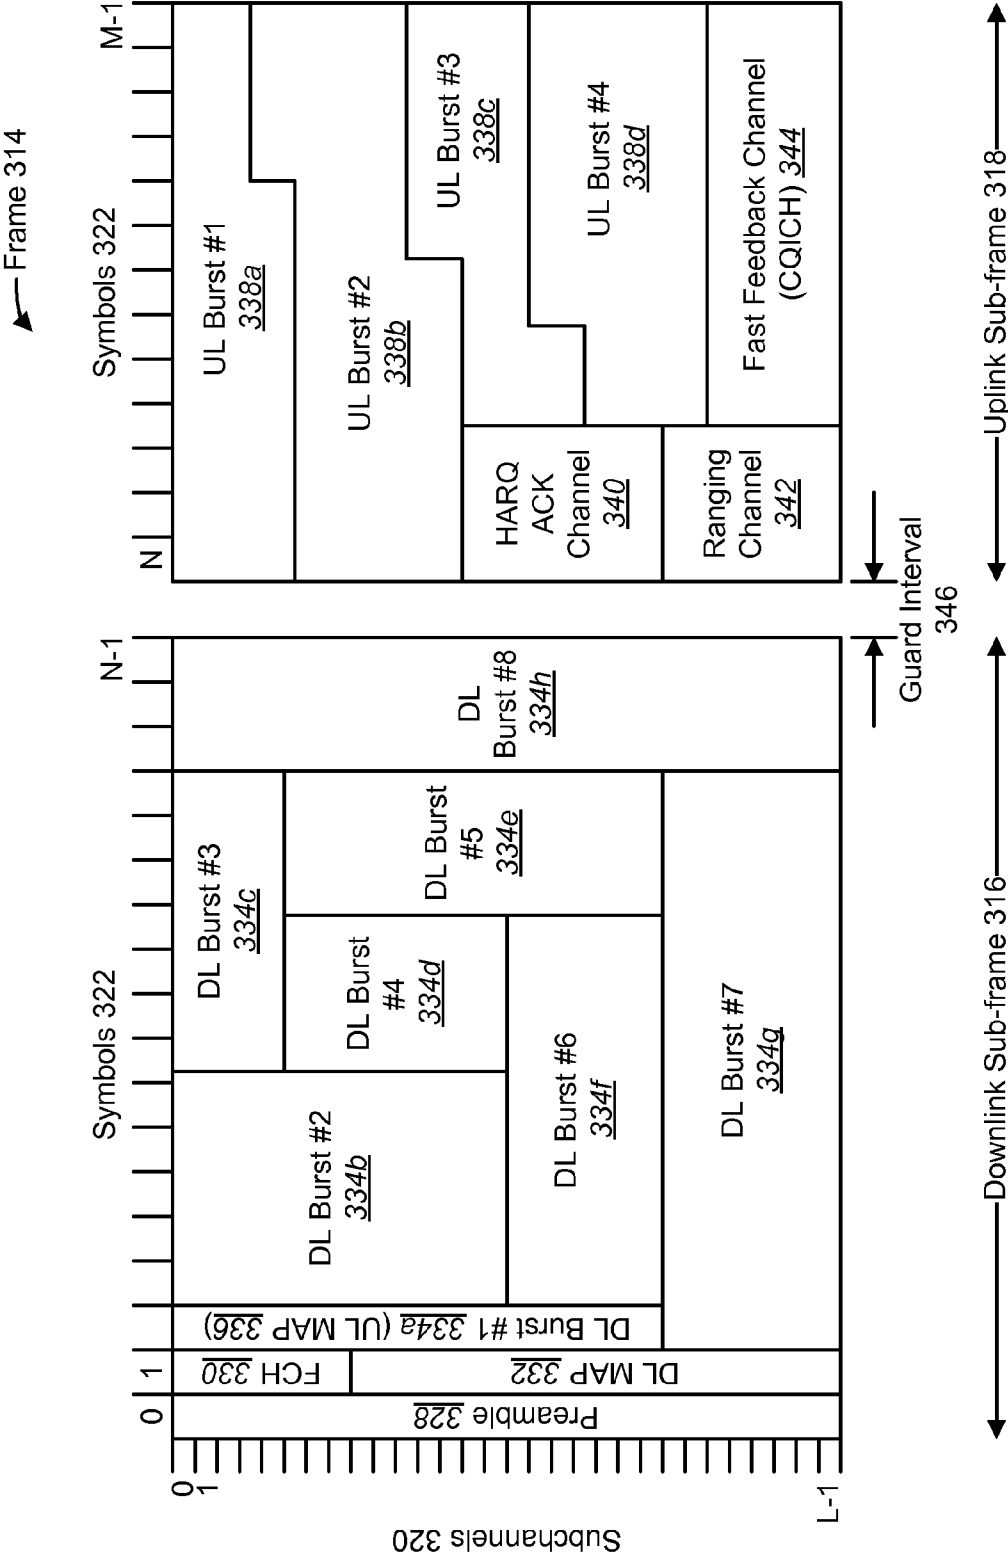 Frame 314
Symbols 322
Symbols 322
0
1
N-1
N
M-1
Subchannels 320
0
1
L-1
Preamble 328
FCH 330
DL MAP 332
DL Burst #1 334a (UL MAP 336)
DL Burst #2
334b
DL Burst #3
334c
DL Burst
#4
334d
DL Burst
#5
334e
DL Burst #6
334f
DL Burst #7
334g
DL
Burst #8
334h
UL Burst #1
338a
UL Burst #2
338b
UL Burst #3
338c
UL Burst #4
338d
HARQ
ACK
Channel
340
Ranging
Channel
342
Fast Feedback Channel
(CQICH) 344
Guard Interval
346
Downlink Sub-frame 316
Uplink Sub-frame 318